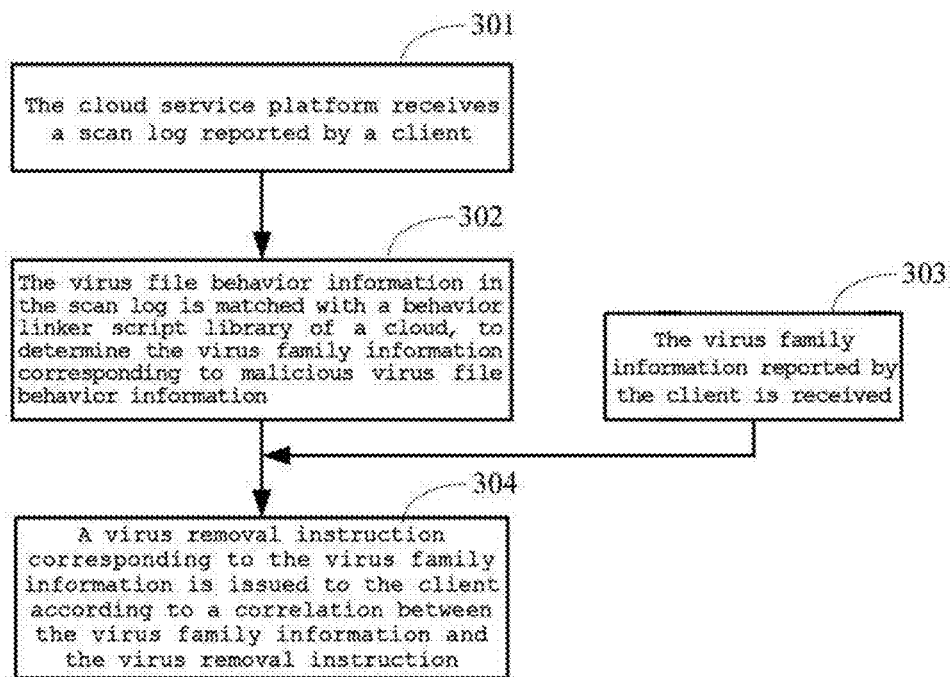 301
The cloud service platform receives
a scan log reported by a client
302
The virus file behavior information in
the scan log is matched with a behavior
linker script library of a cloud, to
determine the virus family information
corresponding to malicious virus file
behavior information
303
The virus family
information reported by
the client is received
304
A virus removal instruction
corresponding to the virus family
information is issued to the client
according to a correlation between
the virus family information and
the virus removal instruction